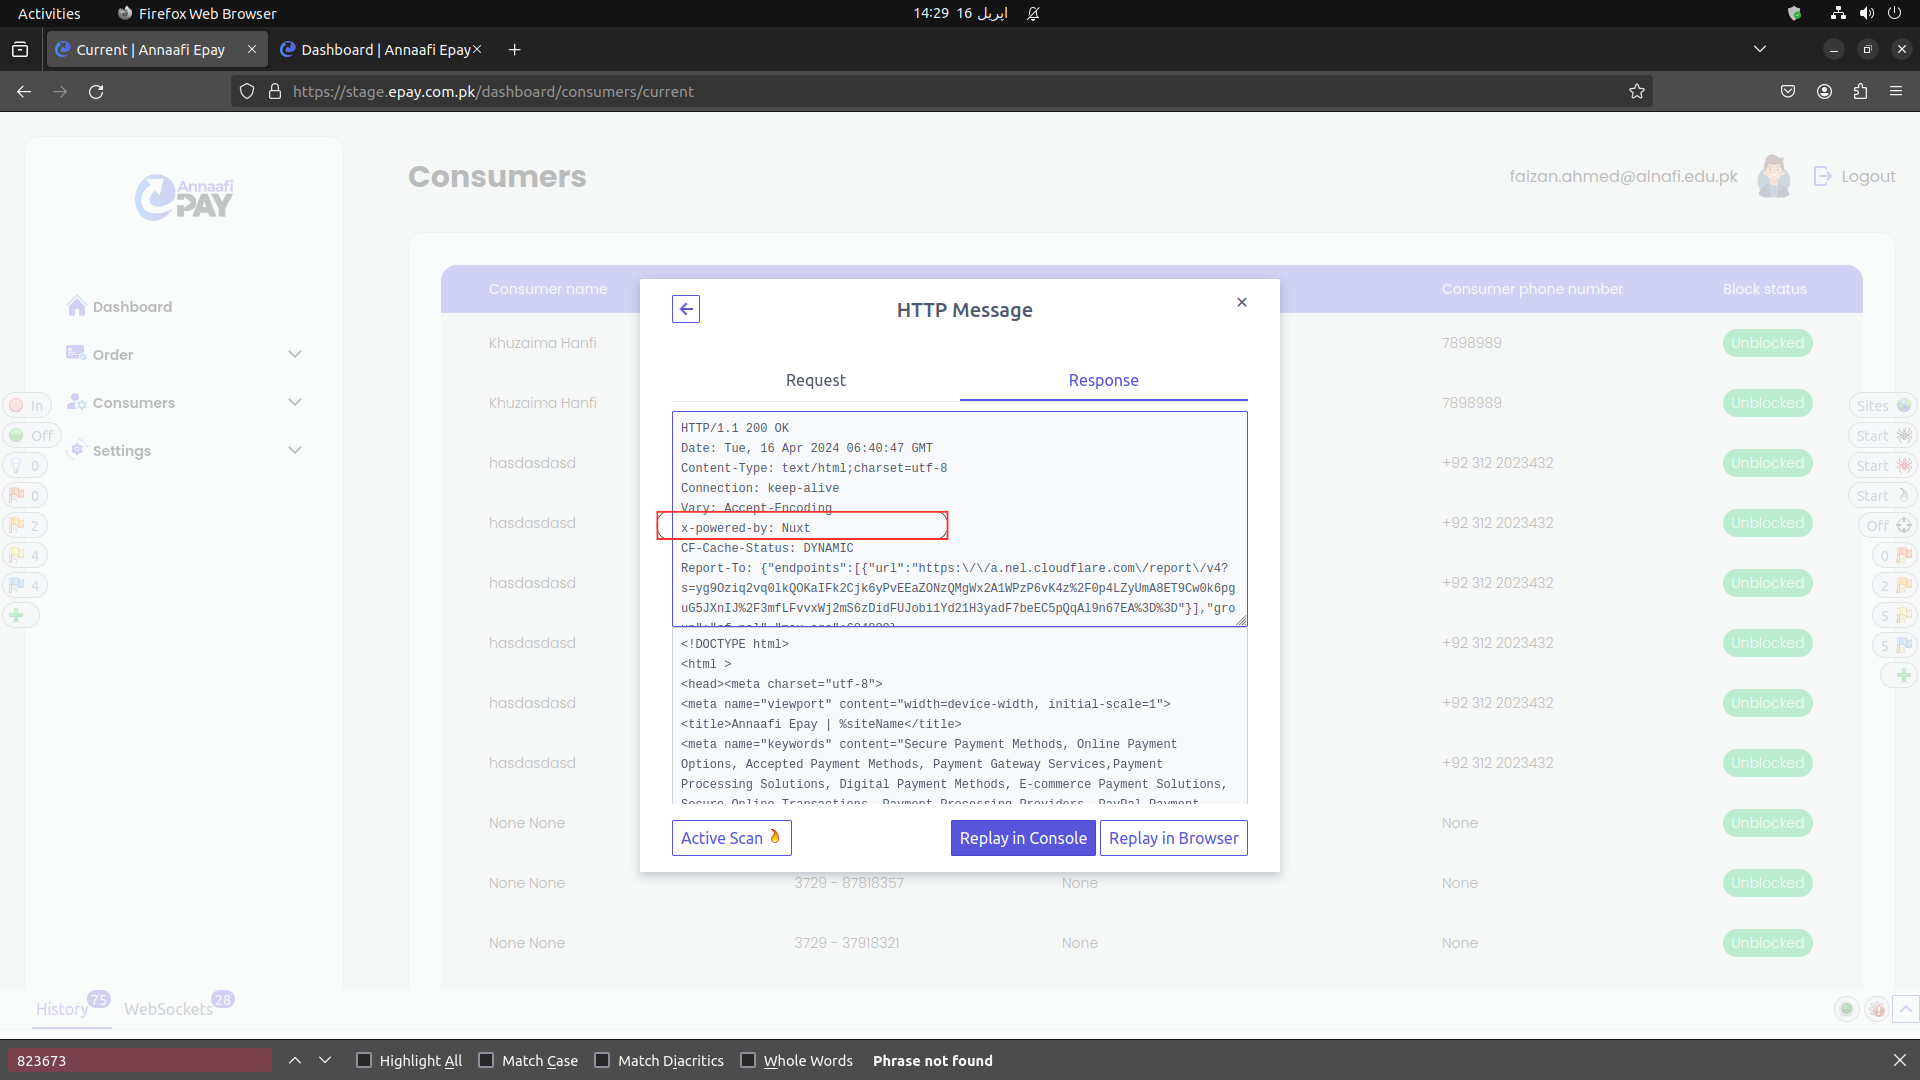 Activities
Firefox Web Browser
14:29 16 اپریل
Current | Annaafi Epay
Dashboard | Annaafi Epay
https://stage.epay.com.pk/dashboard/consumers/current
Annaafi
PAY
Consumers
faizan.ahmed@alnafi.edu.pk
Logout
Dashboard
Order
Consumers
Settings
In
Off
0
0
2
4
4
Consumer name
Consumer phone number
Block status
Khuzaima Hanfi
7898989
Unblocked
Khuzaima Hanfi
7898989
Unblocked
hasdasdasd
+92 312 2023432
Unblocked
hasdasdasd
+92 312 2023432
Unblocked
hasdasdasd
+92 312 2023432
Unblocked
hasdasdasd
+92 312 2023432
Unblocked
hasdasdasd
+92 312 2023432
Unblocked
hasdasdasd
+92 312 2023432
Unblocked
None None
None
Unblocked
None None
3729 - 87818357
None
None
Unblocked
None None
3729 - 37918321
None
None
Unblocked
HTTP Message
Request
Response
HTTP/1.1 200 OK
Date: Tue, 16 Apr 2024 06:40:47 GMT
Content-Type: text/html;charset=utf-8
Connection: keep-alive
Vary: Accept-Encoding
x-powered-by: Nuxt
CF-Cache-Status: DYNAMIC
Report-To: {"endpoints":[{"url":"https:\/\/a.nel.cloudflare.com\/report\/v4?
s=yg9Oziq2vq0lkQOKaIFk2Cjk6yPvEEaZONzQMgWx2A1WPzP6vK4z%2F0p4LZyUmA8ET9Cw0k6pg
uG5JXnIJ%2F3mfLFvvxWj2mS6zDidFUJobi1Yd21H3yadF7beEC5pQqAl9n67EA%3D%3D"}],"gro
<!DOCTYPE html>
<html >
<head><meta charset="utf-8">
<meta name="viewport" content="width=device-width, initial-scale=1">
<title>Annaafi Epay | %siteName</title>
<meta name="keywords" content="Secure Payment Methods, Online Payment
Options, Accepted Payment Methods, Payment Gateway Services,Payment
Processing Solutions, Digital Payment Methods, E-commerce Payment Solutions,
Secure Online Transactions, Payment Processing Providers, PayPal Payment
Active Scan
Replay in Console
Replay in Browser
Sites
Start
Start
Start
Off
0
2
5
5
History 75
WebSockets 28
823673
Highlight All
Match Case
Match Diacritics
Whole Words
Phrase not found